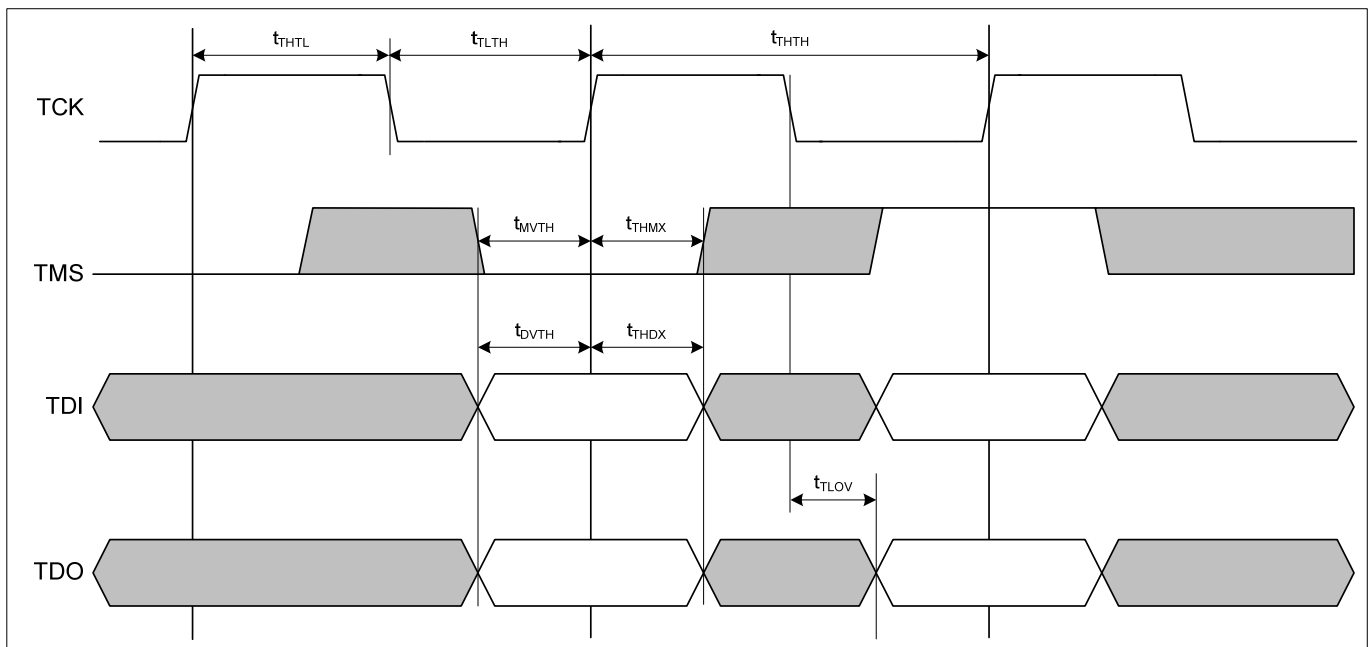 tTHTL tTLTH tTHTH
TCK
tMVTH tTHMX
TMS
tDVTH tTHDX
TDI
tTLOV
TDO